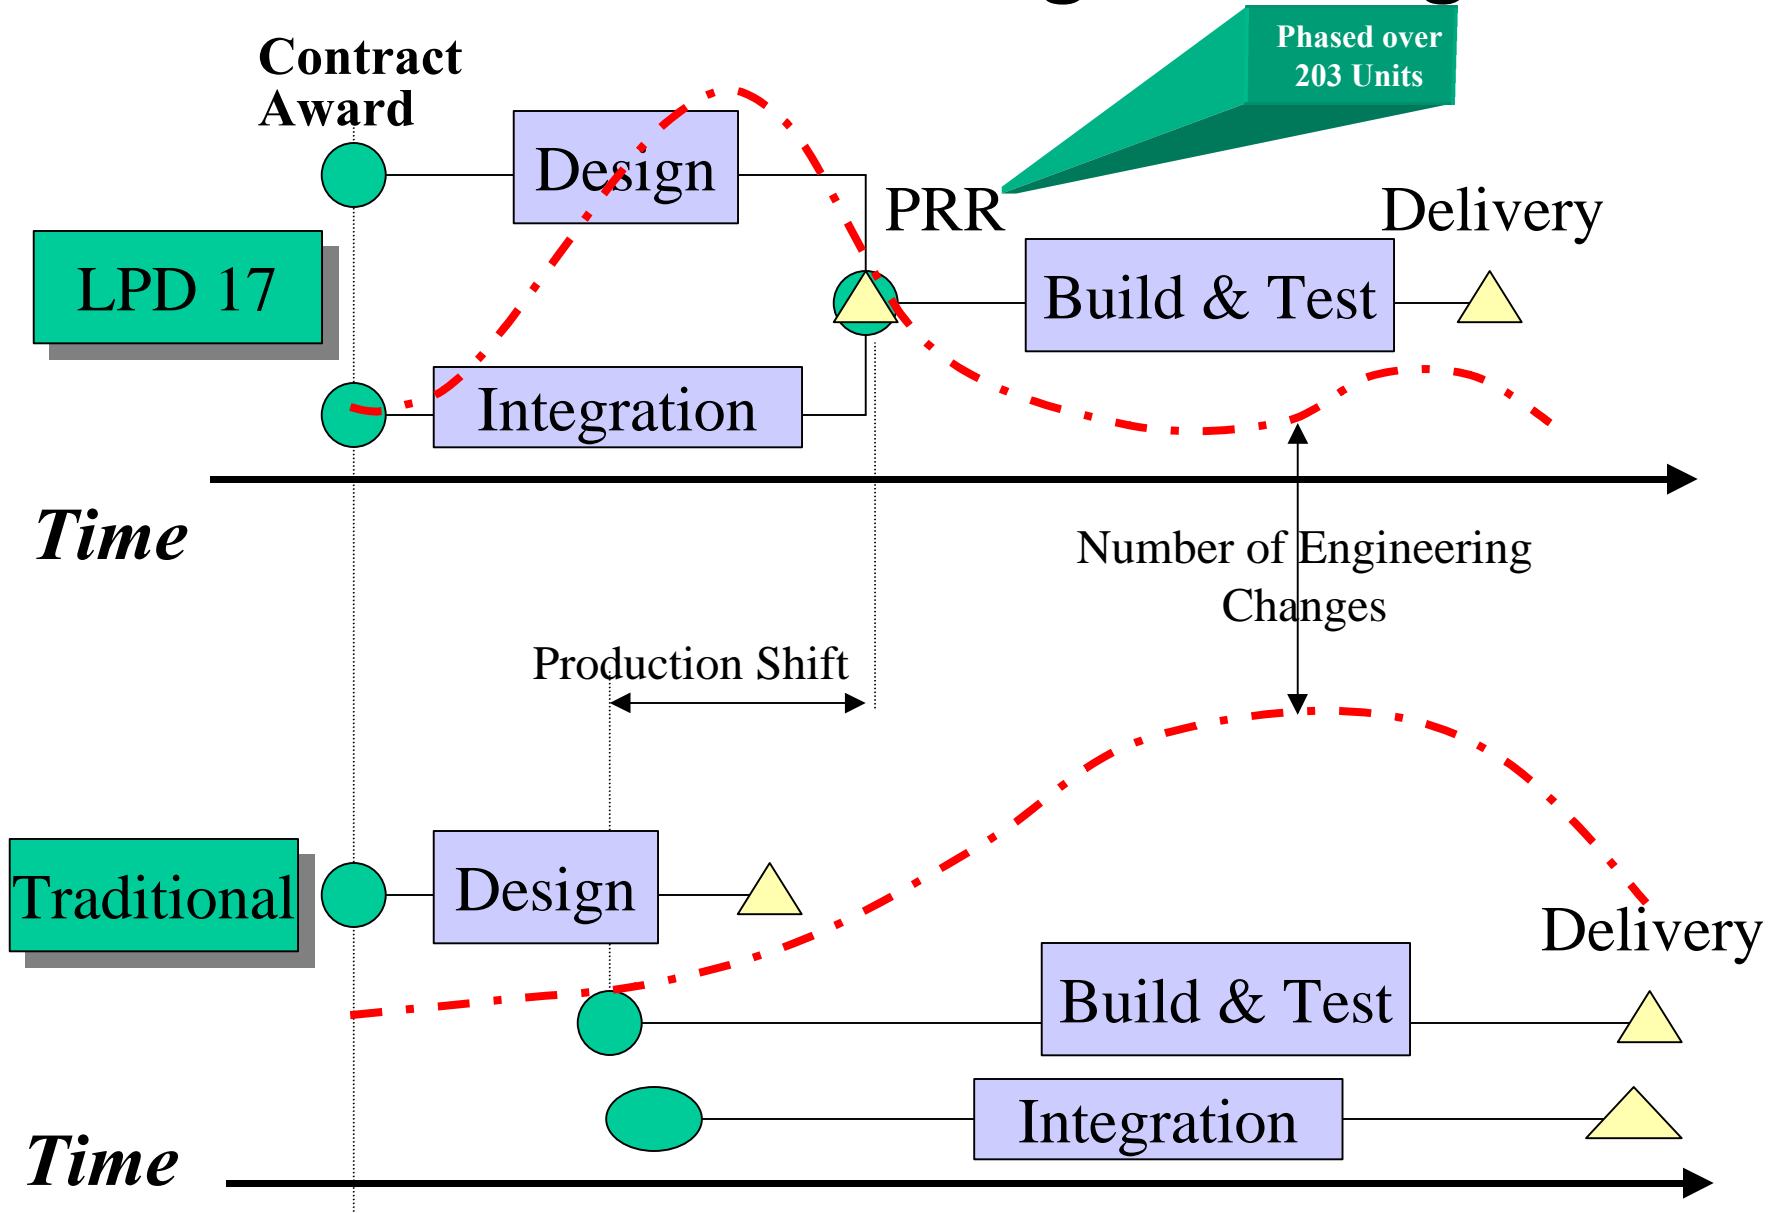 Phased over
203 Units
Contract
Award
Design
PRR
Delivery
LPD 17
Build & Test
Integration
Time
Number of Engineering
Changes
Production Shift
Traditional
Design
Delivery
Build & Test
Integration
Time